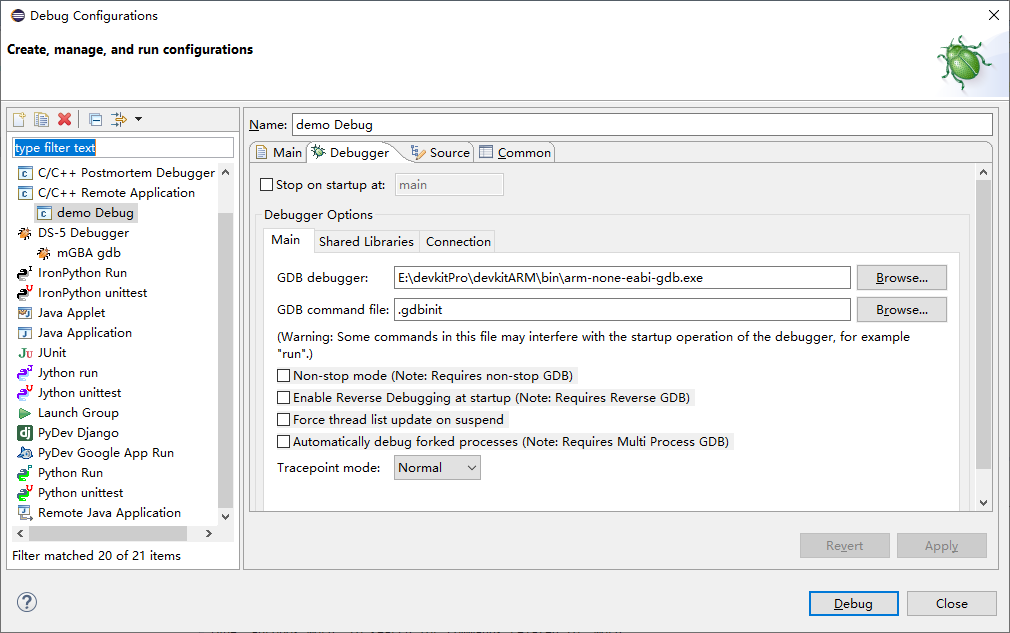 Debug Configurations
Create, manage, and run configurations
type filter text
C/C++ Postmortem Debugger
C/C++ Remote Application
demo Debug
DS-5 Debugger
mGBA gdb
IronPython Run
IronPython unittest
Java Applet
Java Application
JUnit
Jython run
Jython unittest
Launch Group
PyDev Django
PyDev Google App Run
Python Run
Python unittest
Remote Java Application
Filter matched 20 of 21 items
Name: demo Debug
Main Debugger Source Common
Stop on startup at: main
Debugger Options
Main Shared Libraries Connection
GDB debugger: E:\devkitPro\devkitARM\bin\arm-none-eabi-gdb.exe Browse...
GDB command file: .gdbinit Browse...
(Warning: Some commands in this file may interfere with the startup operation of the debugger, for example
"run".)
Non-stop mode (Note: Requires non-stop GDB)
Enable Reverse Debugging at startup (Note: Requires Reverse GDB)
Force thread list update on suspend
Automatically debug forked processes (Note: Requires Multi Process GDB)
Tracepoint mode: Normal
Revert Apply
Debug Close